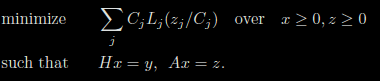 minimize ∑_j C_j L_j(z_j/C_j) over x ≥ 0, z ≥ 0
such that Hx = y, Ax = z.